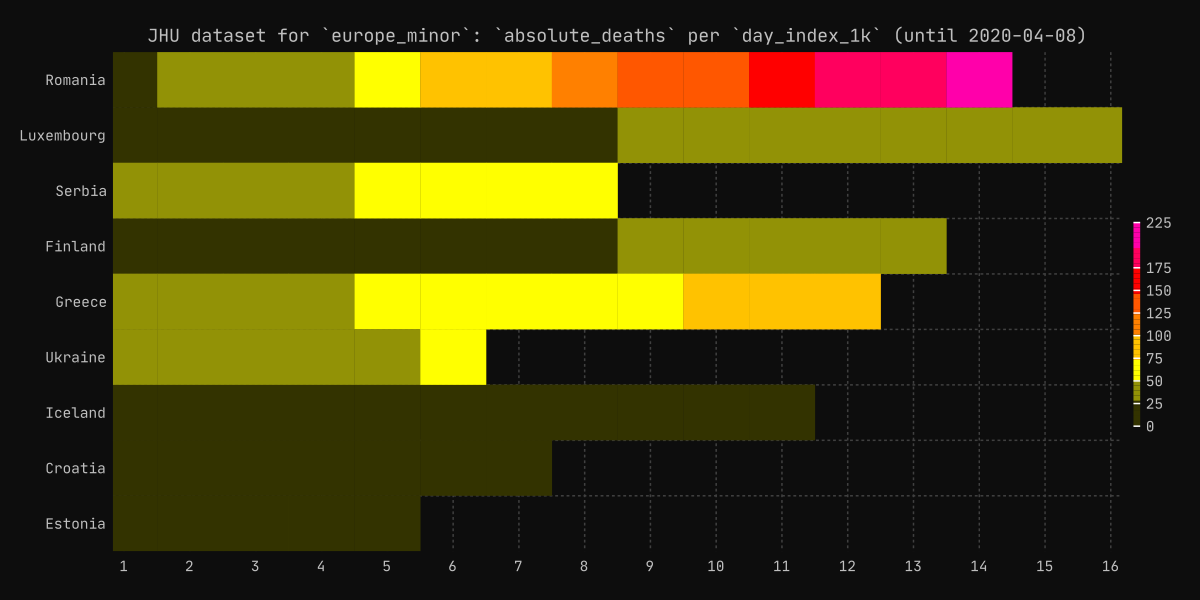 JHU dataset for `europe_minor`: `absolute_deaths` per `day_index_1k` (until 2020-04-08)
Romania
Luxembourg
Serbia
Finland
Greece
Ukraine
Iceland
Croatia
Estonia
225
175
150
125
100
75
50
25
0
1 2 3 4 5 6 7 8 9 10 11 12 13 14 15 16